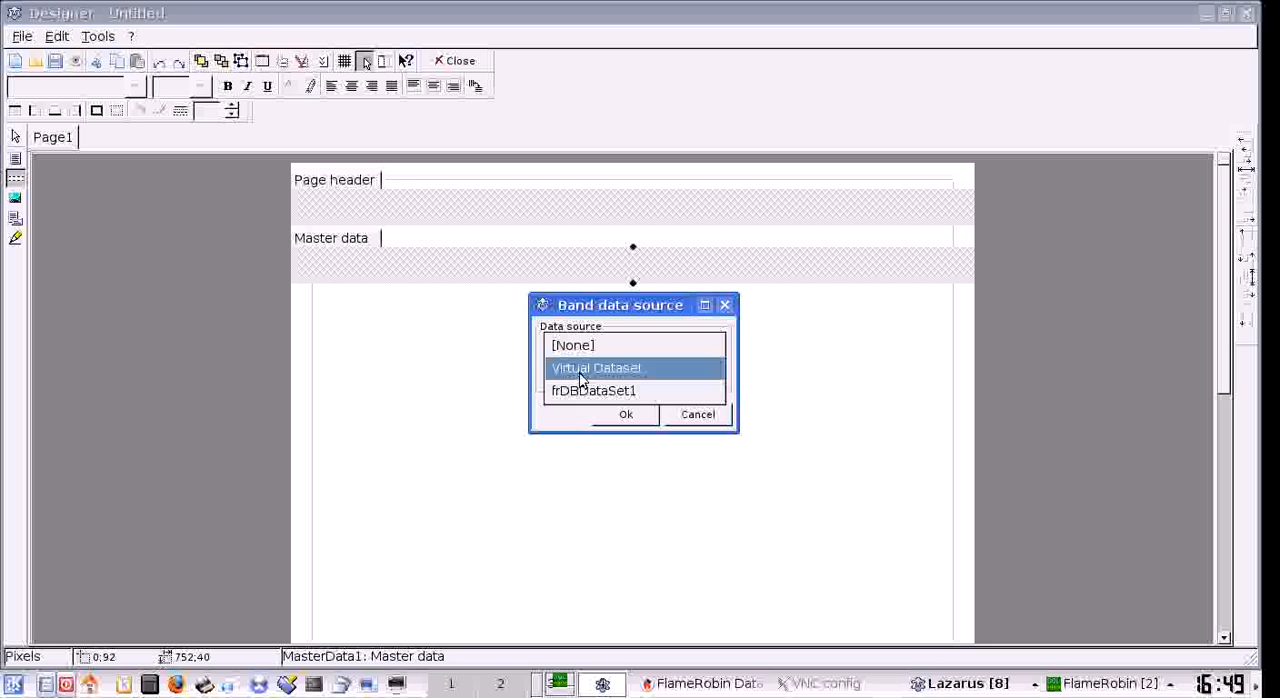 Designer Untitled
File Edit Tools ?
Close
B I U
Page1
Page header
Master data
Band data source
Data source
[None]
Virtual Dataset
frDBDataSet1
Ok Cancel
Pixels 0;92 752;40 MasterData1: Master data
1 2 FlameRobin Dat VNC config Lazarus [8] FlameRobin [2] 16:49